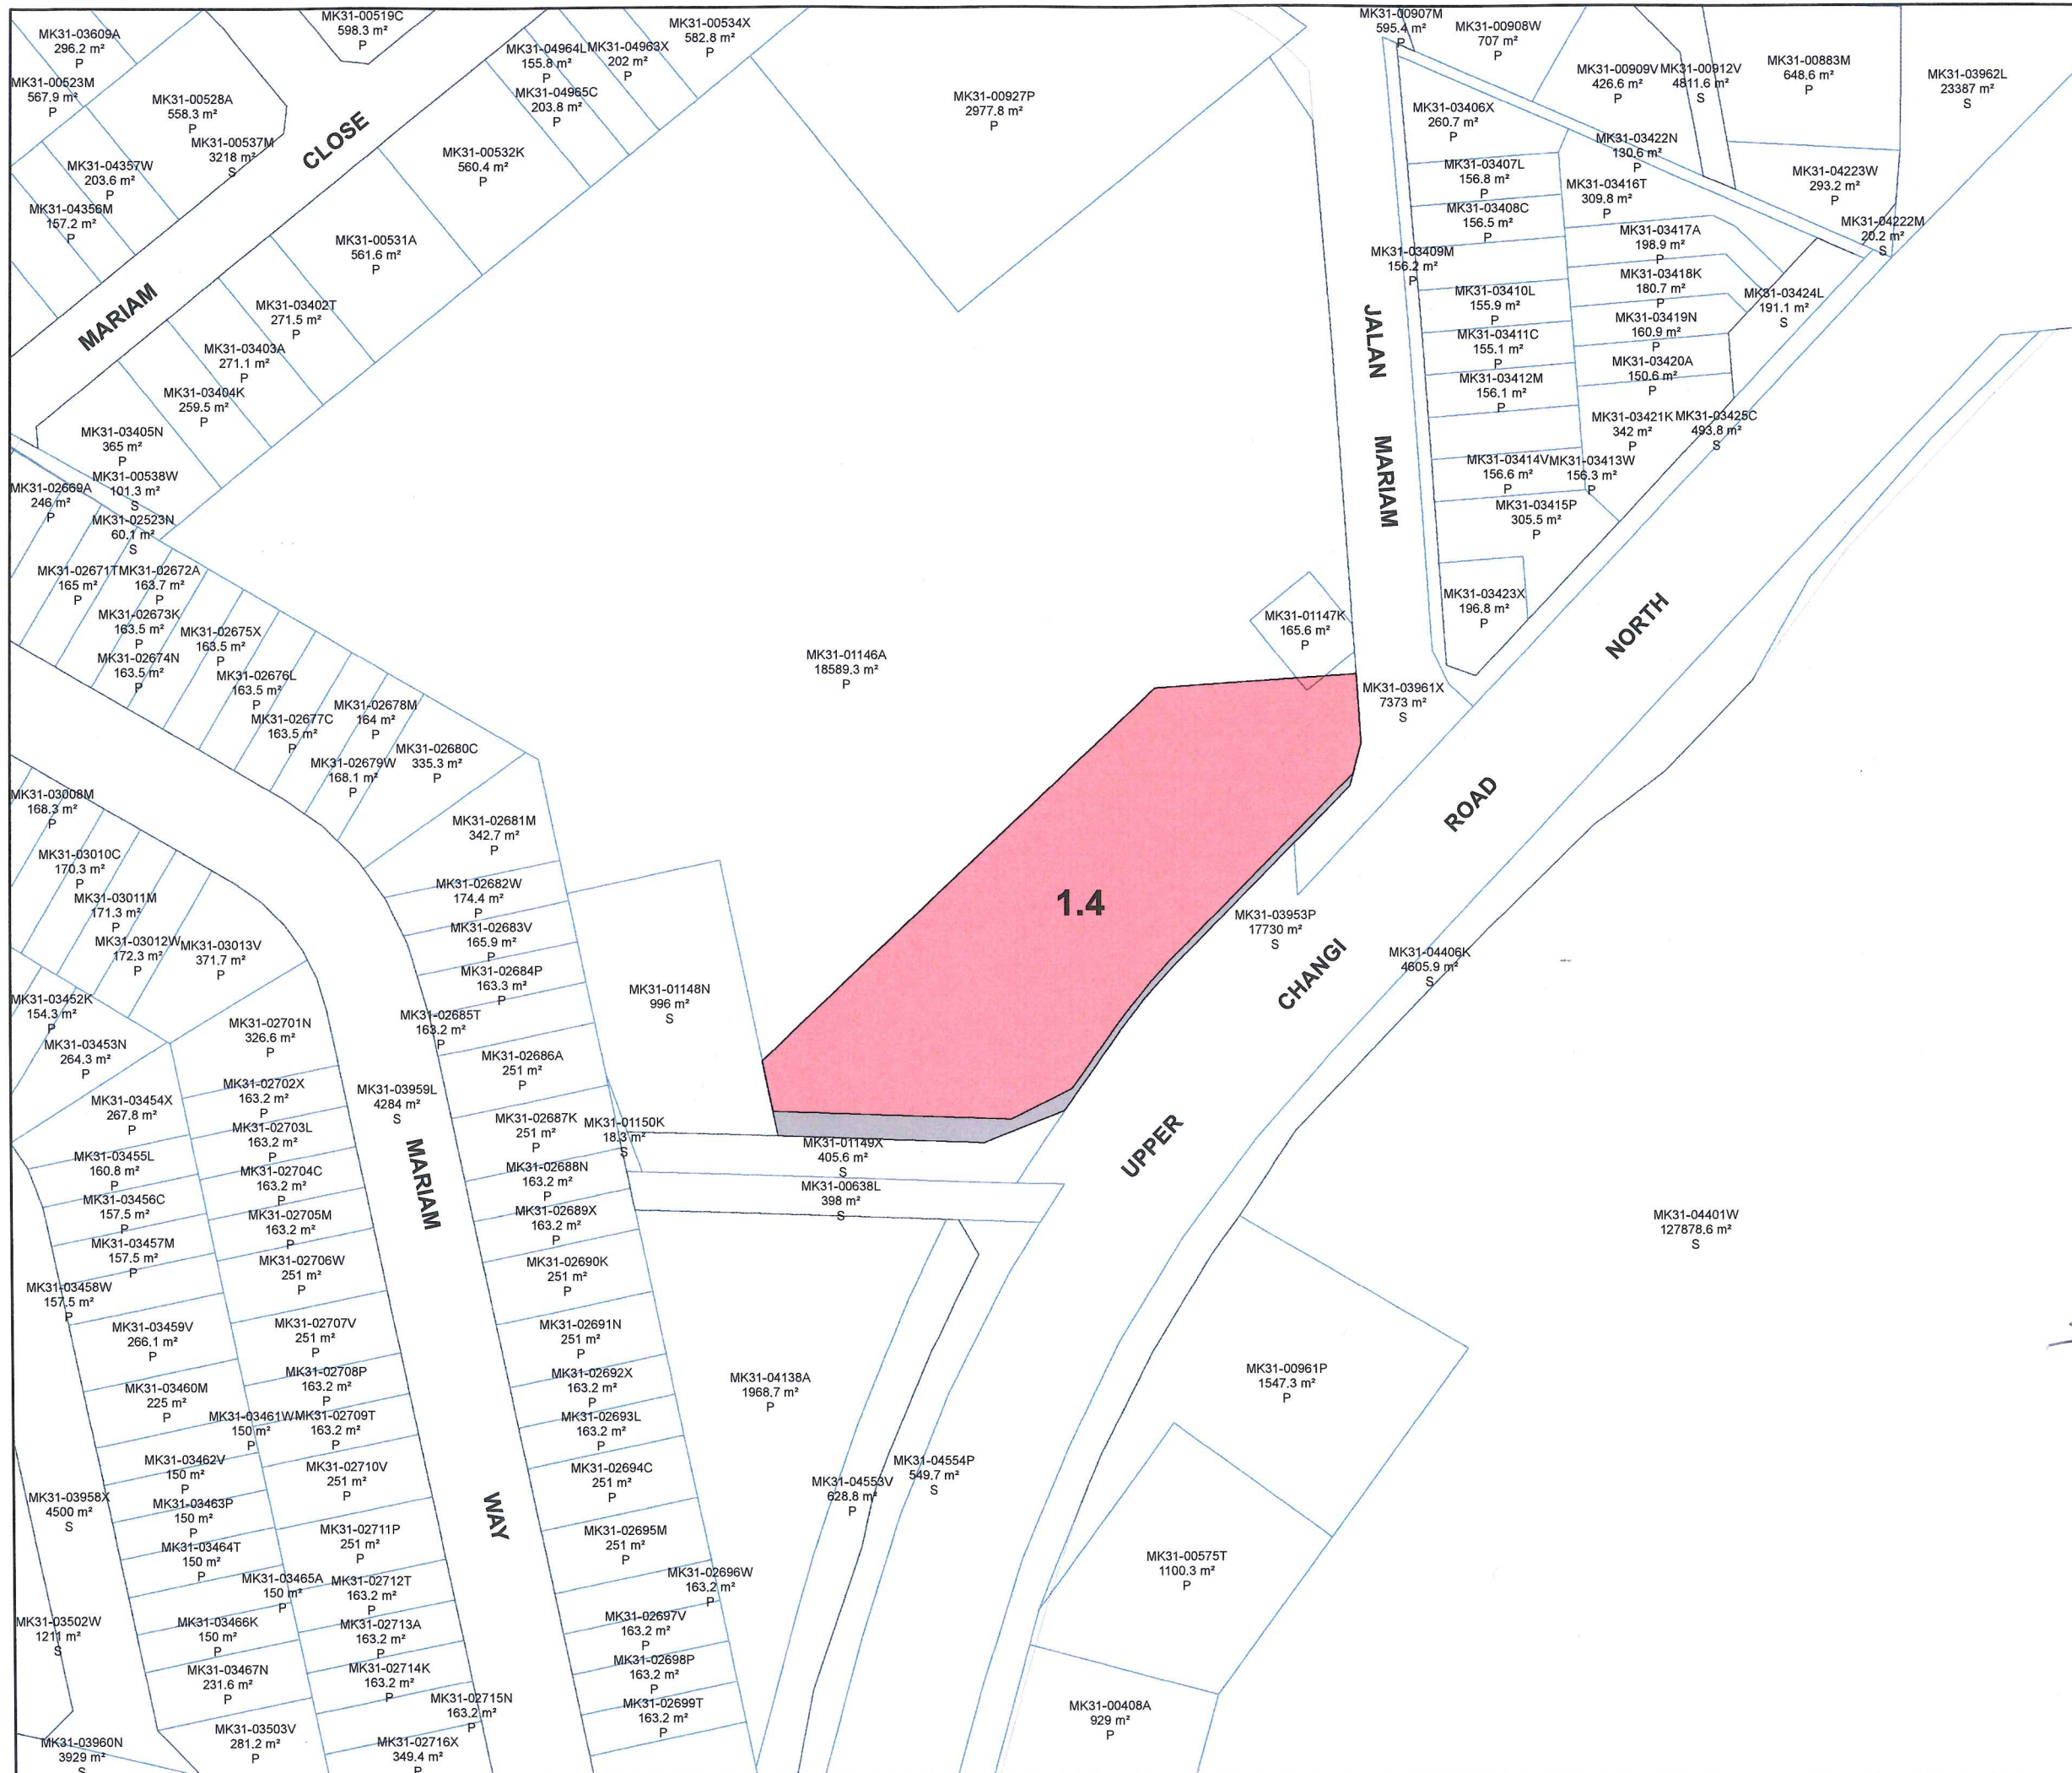 MK31-03609A
296.2 m²
P
MK31-00519C
598.3 m²
P
MK31-04964L
155.8 m²
P
MK31-04963X
202 m²
P
MK31-00534X
582.8 m²
P
MK31-00907M
595.4 m²
P
MK31-00908W
707 m²
P
MK31-00909V
426.6 m²
P
MK31-00912V
4811.6 m²
S
MK31-00883M
648.6 m²
P
MK31-03962L
23387 m²
S
MK31-00523M
567.9 m²
P
MK31-00528A
558.3 m²
P
MK31-00537M
3218 m²
S
MK31-04965C
203.8 m²
P
MK31-00927P
2977.8 m²
P
MK31-03406X
260.7 m²
P
MK31-03422N
130.6 m²
P
MK31-04357W
203.6 m²
P
MK31-04356M
157.2 m²
P
CLOSE
MK31-00532K
560.4 m²
P
MK31-03407L
156.8 m²
P
MK31-03416T
309.8 m²
P
MK31-04223W
293.2 m²
P
MK31-03408C
156.5 m²
P
MK31-04222M
20.2 m²
S
MK31-00531A
561.6 m²
P
MK31-03409M
156.2 m²
P
MK31-03417A
198.9 m²
P
MK31-03418K
180.7 m²
P
MARIAM
MK31-03402T
271.5 m²
P
MK31-03410L
155.9 m²
P
MK31-03424L
191.1 m²
S
MK31-03419N
160.9 m²
P
JALAN
MK31-03403A
271.1 m²
P
MK31-03411C
155.1 m²
P
MK31-03420A
150.6 m²
P
MK31-03404K
259.5 m²
P
MK31-03412M
156.1 m²
P
MK31-03421K
342 m²
P
MK31-03425C
493.8 m²
S
MK31-03405N
365 m²
P
MARIAM
MK31-03414V
156.6 m²
P
MK31-03413W
156.3 m²
P
MK31-00538W
101.3 m²
S
MK31-02669A
246 m²
P
MK31-02523N
60.1 m²
S
MK31-03415P
305.5 m²
P
MK31-02671T
165 m²
P
MK31-02672A
163.7 m²
P
MK31-02673K
163.5 m²
P
MK31-02675X
163.5 m²
P
MK31-02674N
163.5 m²
P
MK31-03423X
196.8 m²
P
NORTH
MK31-01147K
165.6 m²
P
MK31-01146A
18589.3 m²
P
MK31-02676L
163.5 m²
P
MK31-03961X
7373 m²
S
MK31-02677C
163.5 m²
P
MK31-02678M
164 m²
P
MK31-02679W
168.1 m²
P
MK31-02680C
335.3 m²
P
MK31-03008M
168.3 m²
P
ROAD
MK31-02681M
342.7 m²
P
MK31-03010C
170.3 m²
P
MK31-02682W
174.4 m²
P
MK31-03011M
171.3 m²
P
1.4
MK31-03953P
17730 m²
S
MK31-02683V
165.9 m²
P
MK31-03012W
172.3 m²
P
MK31-03013V
371.7 m²
P
MK31-04406K
4605.9 m²
S
CHANGI
MK31-02684P
163.3 m²
P
MK31-01148N
996 m²
S
MK31-03452K
154.3 m²
P
MK31-02685T
163.2 m²
P
MK31-02701N
326.6 m²
P
MK31-03453N
264.3 m²
P
MK31-02686A
251 m²
P
MK31-02702X
163.2 m²
P
MK31-03959L
4284 m²
S
MK31-03454X
267.8 m²
P
MK31-02687K
251 m²
P
MK31-01150K
18.3 m²
S
MK31-02703L
163.2 m²
P
UPPER
MK31-01149X
405.6 m²
S
MK31-03455L
160.8 m²
P
MK31-02688N
163.2 m²
P
MK31-02704C
163.2 m²
P
MARIAM
MK31-00638L
398 m²
S
MK31-03456C
157.5 m²
P
MK31-02705M
163.2 m²
P
MK31-02689X
163.2 m²
P
MK31-04401W
127878.6 m²
S
MK31-03457M
157.5 m²
P
MK31-02706W
251 m²
P
MK31-02690K
251 m²
P
MK31-03458W
157.5 m²
P
MK31-03459V
266.1 m²
P
MK31-02707V
251 m²
P
MK31-02691N
251 m²
P
MK31-02708P
163.2 m²
P
MK31-02692X
163.2 m²
P
MK31-04138A
1968.7 m²
P
MK31-00961P
1547.3 m²
P
MK31-03460M
225 m²
P
MK31-03461W
150 m²
P
MK31-02709T
163.2 m²
P
MK31-02693L
163.2 m²
P
MK31-03462V
150 m²
P
MK31-02710V
251 m²
P
MK31-02694C
251 m²
P
MK31-04553V
628.8 m²
P
MK31-04554P
549.7 m²
S
MK31-03958X
4500 m²
S
MK31-03463P
150 m²
P
WAY
MK31-02711P
251 m²
P
MK31-02695M
251 m²
P
MK31-03464T
150 m²
P
MK31-00575T
1100.3 m²
P
MK31-03465A
150 m²
P
MK31-02712T
163.2 m²
P
MK31-02696W
163.2 m²
P
MK31-03502W
1211 m²
S
MK31-03466K
150 m²
P
MK31-02713A
163.2 m²
P
MK31-02697V
163.2 m²
P
MK31-03467N
231.6 m²
P
MK31-02714K
163.2 m²
P
MK31-02698P
163.2 m²
P
MK31-02715N
163.2 m²
P
MK31-02699T
163.2 m²
P
MK31-00408A
929 m²
P
MK31-03960N
3929 m²
S
MK31-03503V
281.2 m²
P
MK31-02716X
349.4 m²
P